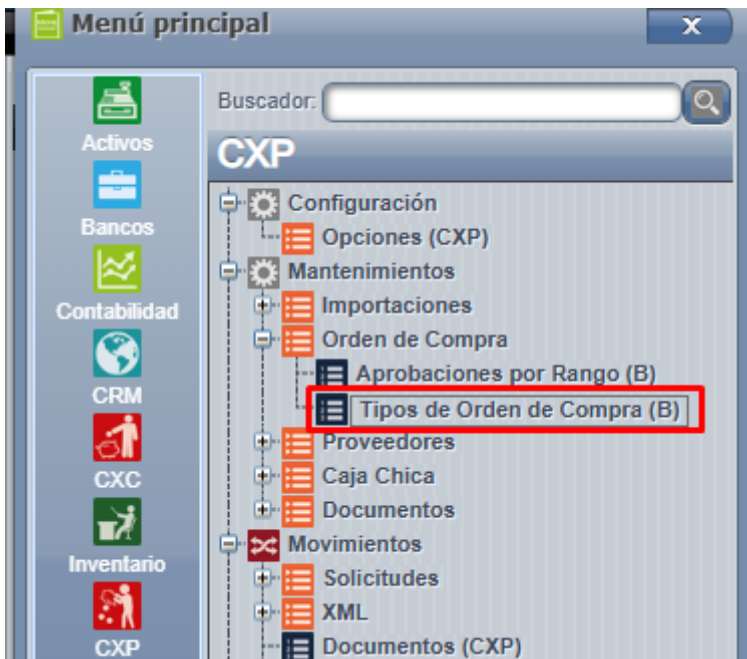 Menú principal
X
Activos
Bancos
Contabilidad
CRM
CXC
Inventario
CXP
Buscador:
CXP
Configuración
Opciones (CXP)
Mantenimientos
Importaciones
Orden de Compra
Aprobaciones por Rango (B)
Tipos de Orden de Compra (B)
Proveedores
Caja Chica
Documentos
Movimientos
Solicitudes
XML
Documentos (CXP)